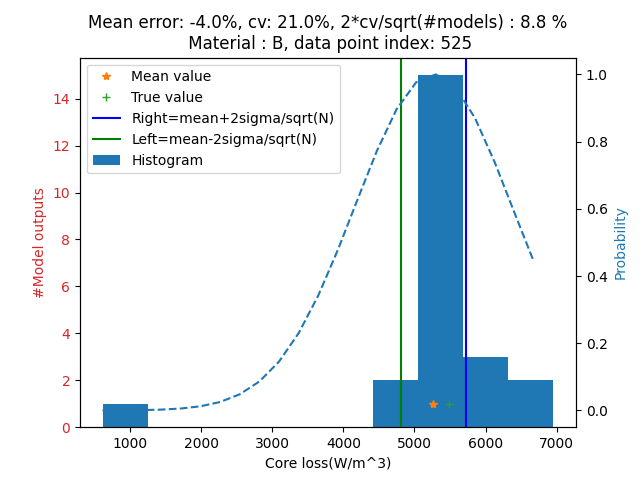 Mean error: -4.0%, cv: 21.0%, 2*cv/sqrt(#models) : 8.8 %
Material : B, data point index: 525
Mean value
True value
Right=mean+2sigma/sqrt(N)
Left=mean-2sigma/sqrt(N)
Histogram
14
12
10
8
6
4
2
0
#Model outputs
1.0
0.8
0.6
0.4
0.2
0.0
Probability
1000 2000 3000 4000 5000 6000 7000
Core loss(W/m^3)